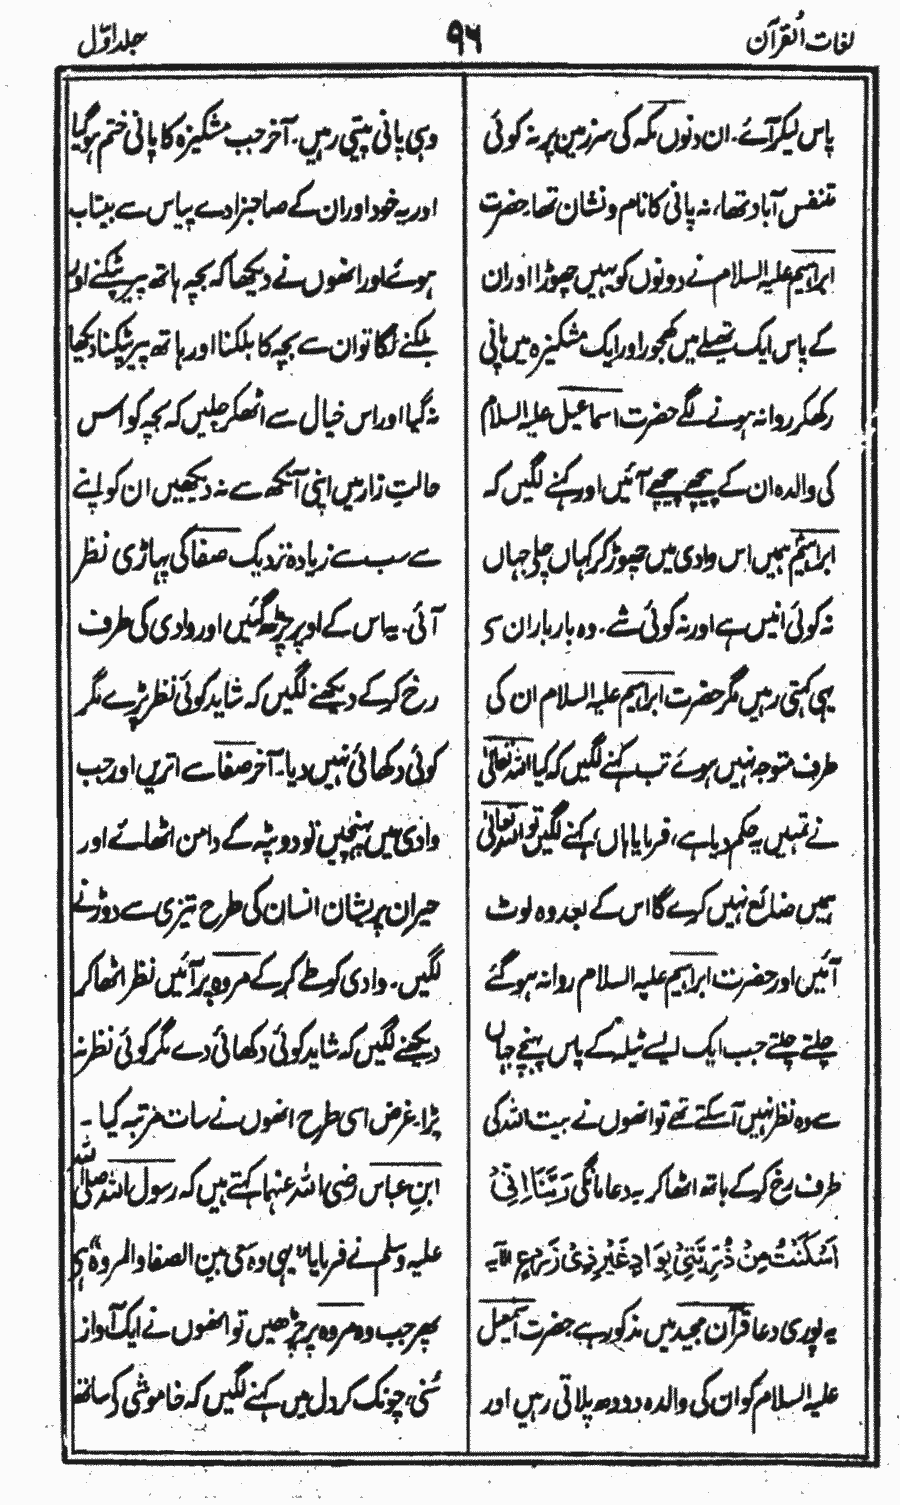 لغات القرآن
۹۶
جلد اوّل
پاس لیکر آئے۔ ان دنوں مکہ کی سرزمین پر نہ کوئی
متنفس آباد تھا، نہ پانی کا نام و نشان تھا۔ حضرت
ابراہیم علیہ السلام نے دونوں کو یہیں چھوڑا اور ان
کے پاس ایک تھیلے میں کھجور اور ایک مشکیزہ میں پانی
رکھکر روانہ ہونے لگے حضرت اسماعیل علیہ السلام
کی والدہ ان کے پیچھے پیچھے آئیں اور کہنے لگیں کہ
ابراہیم ہمیں اس وادی میں چھوڑ کر کہاں چلے جہاں
نہ کوئی انیس ہے اور نہ کوئی شے۔ وہ بار بار ان سے
یہی کہتی رہیں مگر حضرت ابراہیم علیہ السلام ان کی
طرف متوجہ نہیں ہوئے تب کہنے لگیں کہ کیا اللہ تعالیٰ
نے تمہیں یہ حکم دیا ہے، فرمایا ہاں، کہنے لگیں تو اللہ تعالیٰ
ہمیں ضائع نہیں کرے گا اس کے بعد وہ لوٹ
آئیں اور حضرت ابراہیم علیہ السلام روانہ ہو گئے
چلتے چلتے جب ایک ایسے ٹیلہ کے پاس پہنچے جہاں
سے وہ نظر نہیں آ سکتے تھے تو انھوں نے بیت اللہ کی
طرف رخ کر کے ہاتھ اٹھا کر یہ دعا مانگی رَبَّنَا اِنِّیْ
اَسْكَنْتُ مِنْ ذُرِّیَّتِیْ بِوَادٍ غَیْرِ ذِیْ زَرْعٍ الآیہ
یہ پوری دعا قرآن مجید میں مذکور ہے حضرت اسمٰعیل
علیہ السلام کو ان کی والدہ دودھ پلاتی رہیں اور
وہی پانی پیتی رہیں۔ آخر جب مشکیزہ کا پانی ختم ہو گیا
اور یہ خود اور ان کے صاحبزادے پیاس سے بیتاب
ہوئے اور انھوں نے دیکھا کہ بچہ ہاتھ پیر پٹکنے اور
بلکنے لگا تو ان سے بچہ کا بلکنا اور ہاتھ پیر پٹکنا دیکھا
نہ گیا اور اس خیال سے اٹھکر چلیں کہ بچہ کو اس
حالتِ زار میں اپنی آنکھ سے نہ دیکھیں ان کو اپنے
سے سب سے زیادہ نزدیک صفا کی پہاڑی نظر
آئی۔ یہ اس کے اوپر چڑھ گئیں اور وادی کی طرف
رخ کر کے دیکھنے لگیں کہ شاید کوئی نظر پڑے مگر
کوئی دکھائی نہیں دیا۔ آخر صفا سے اتریں اور جب
وادی میں پہنچیں تو دوپٹہ کے دامن اٹھائے اور
حیران پریشان انسان کی طرح تیزی سے دوڑنے
لگیں۔ وادی کو طے کر کے مروہ پر آئیں نظر اٹھا کر
دیکھنے لگیں کہ شاید کوئی دکھائی دے مگر کوئی نظر نہ
پڑا۔ غرض اسی طرح انھوں نے سات مرتبہ کیا ۔
ابن عباس رضی اللہ عنہما کہتے ہیں کہ رسول اللہ صلی اللہ
علیہ وسلم نے فرمایا "یہی وہ سعی بین الصفا والمروہ" ہی
پھر جب وہ مروہ پر چڑھیں تو انھوں نے ایک آواز
سُنی، چونک کر دل میں کہنے لگیں کہ خاموشی کے ساتھ